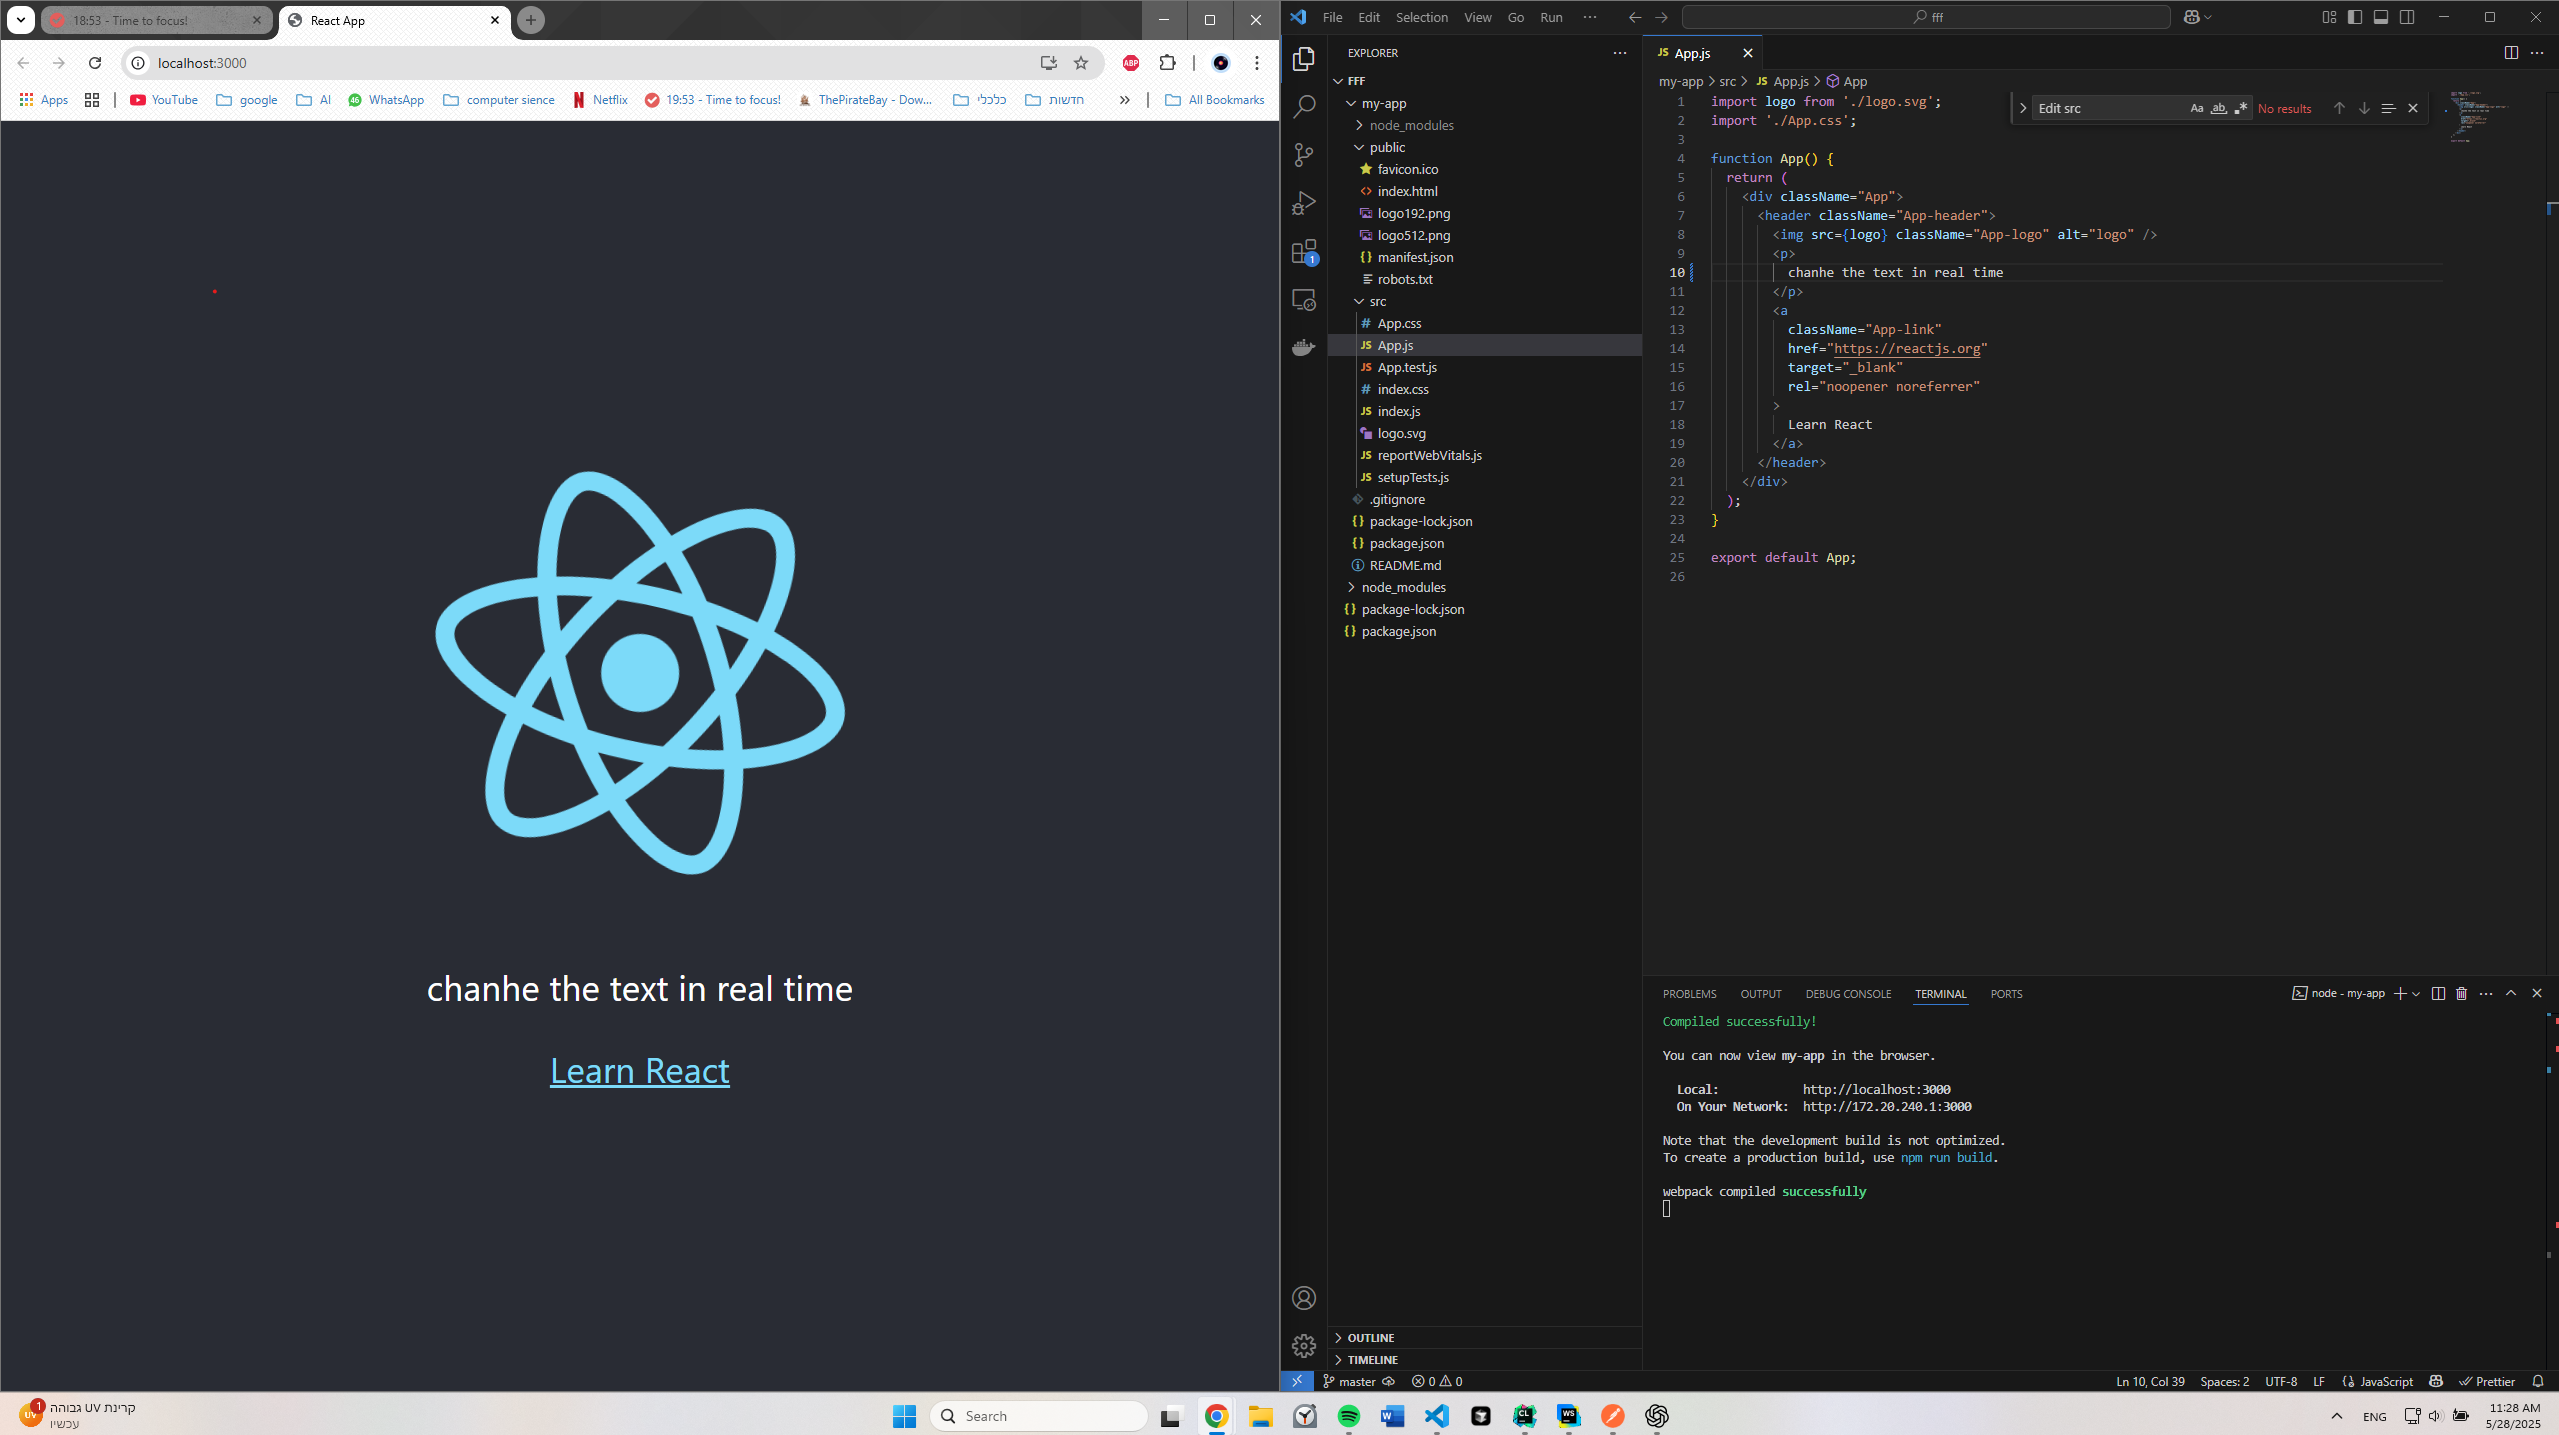 18:53 - Time to focus!
React App
localhost:3000
Apps
YouTube
google
AI
46
WhatsApp
computer sience
Netflix
19:53 - Time to focus!
ThePirateBay - Dow...
כלכלי
חדשות
All Bookmarks
ABP
chanhe the text in real time
Learn React
File Edit Selection View Go Run
fff
EXPLORER
FFF
my-app
node_modules
public
favicon.ico
index.html
logo192.png
logo512.png
manifest.json
robots.txt
src
App.css
App.js
App.test.js
index.css
index.js
logo.svg
reportWebVitals.js
setupTests.js
.gitignore
package-lock.json
package.json
README.md
node_modules
package-lock.json
package.json
OUTLINE
TIMELINE
1
JS App.js
my-app > src > JS App.js > App
Edit src
Aa ab
No results
1 import logo from './logo.svg';
2 import './App.css';
3
4 function App() {
5 return (
6 <div className="App">
7 <header className="App-header">
8 <img src={logo} className="App-logo" alt="logo" />
9 <p>
10 chanhe the text in real time
11 </p>
12 <a
13 className="App-link"
14 href="https://reactjs.org"
15 target="_blank"
16 rel="noopener noreferrer"
17 >
18 Learn React
19 </a>
20 </header>
21 </div>
22 );
23 }
24
25 export default App;
26
PROBLEMS OUTPUT DEBUG CONSOLE TERMINAL PORTS
node - my-app
Compiled successfully!
You can now view my-app in the browser.
Local: http://localhost:3000
On Your Network: http://172.20.240.1:3000
Note that the development build is not optimized.
To create a production build, use npm run build.
webpack compiled successfully
master
0 0
Ln 10, Col 39 Spaces: 2 UTF-8 LF JavaScript Prettier
1
UV
קרינת UV גבוהה
עכשיו
Search
CL
WS
ENG
11:28 AM
5/28/2025